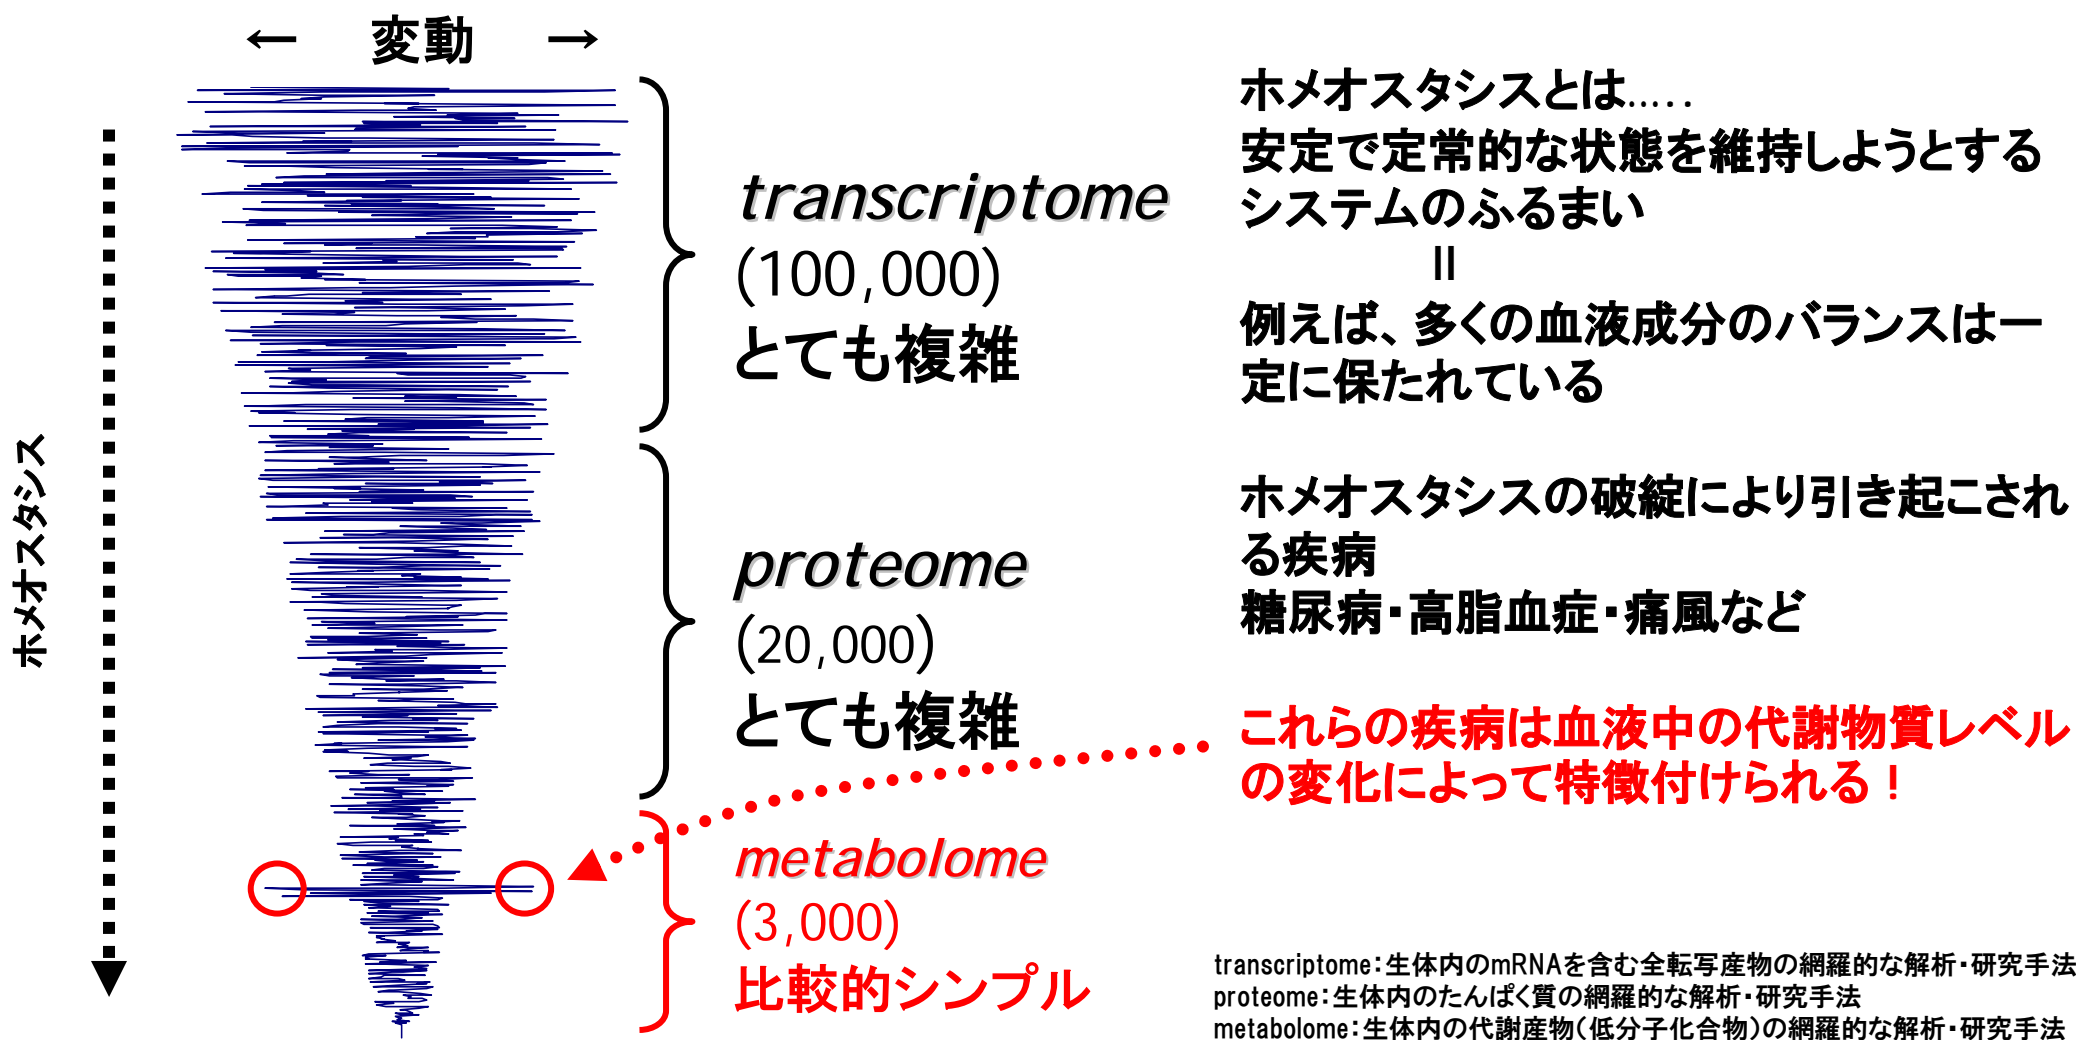 ← 変動 →
ホメオスタシス
transcriptome
(100,000)
とても複雑
proteome
(20,000)
とても複雑
metabolome
(3,000)
比較的シンプル
ホメオスタシスとは.....
安定で定常的な状態を維持しようとする
システムのふるまい
=
例えば、多くの血液成分のバランスは一
定に保たれている
ホメオスタシスの破綻により引き起こされ
る疾病
糖尿病・高脂血症・痛風など
これらの疾病は血液中の代謝物質レベル
の変化によって特徴付けられる！
transcriptome：生体内のmRNAを含む全転写産物の網羅的な解析・研究手法
proteome：生体内のたんぱく質の網羅的な解析・研究手法
metabolome：生体内の代謝産物（低分子化合物）の網羅的な解析・研究手法